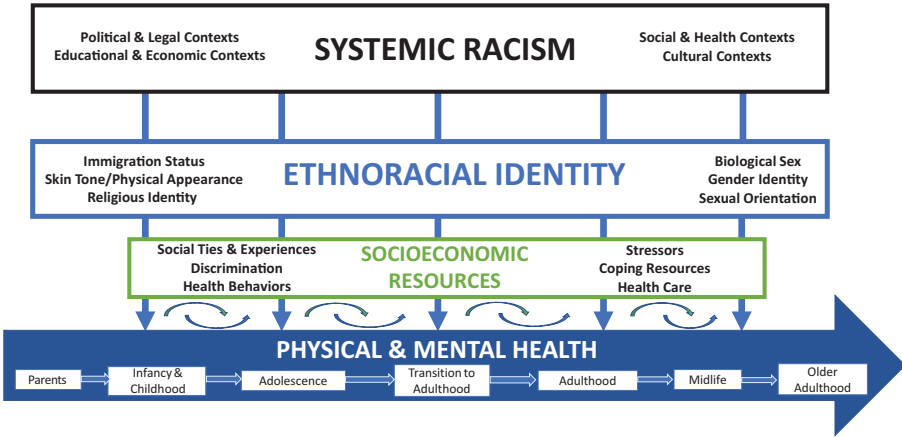 Political & Legal Contexts
Educational & Economic Contexts
SYSTEMIC RACISM
Social & Health Contexts
Cultural Contexts
Immigration Status
Skin Tone/Physical Appearance
Religious Identity
ETHNORACIAL IDENTITY
Biological Sex
Gender Identity
Sexual Orientation
Social Ties & Experiences
Discrimination
Health Behaviors
SOCIOECONOMIC
RESOURCES
Stressors
Coping Resources
Health Care
PHYSICAL & MENTAL HEALTH
Parents
Infancy &
Childhood
Adolescence
Transition to
Adulthood
Adulthood
Midlife
Older
Adulthood